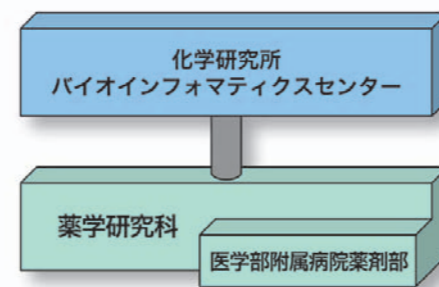 化学研究所
バイオインフォマティクスセンター
薬学研究科
医学部附属病院薬剤部